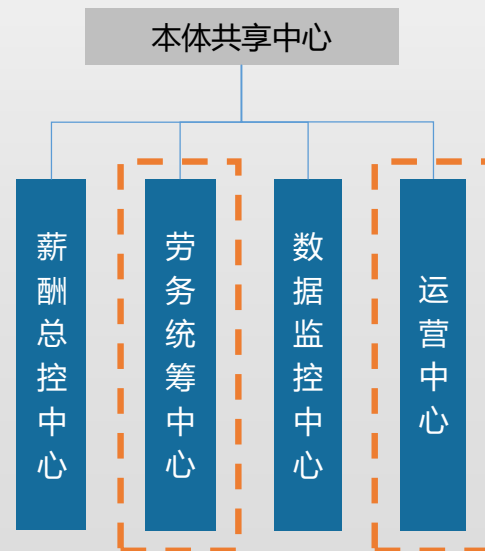 本体共享中心
薪酬总控中心
劳务统筹中心
数据监控中心
运营中心